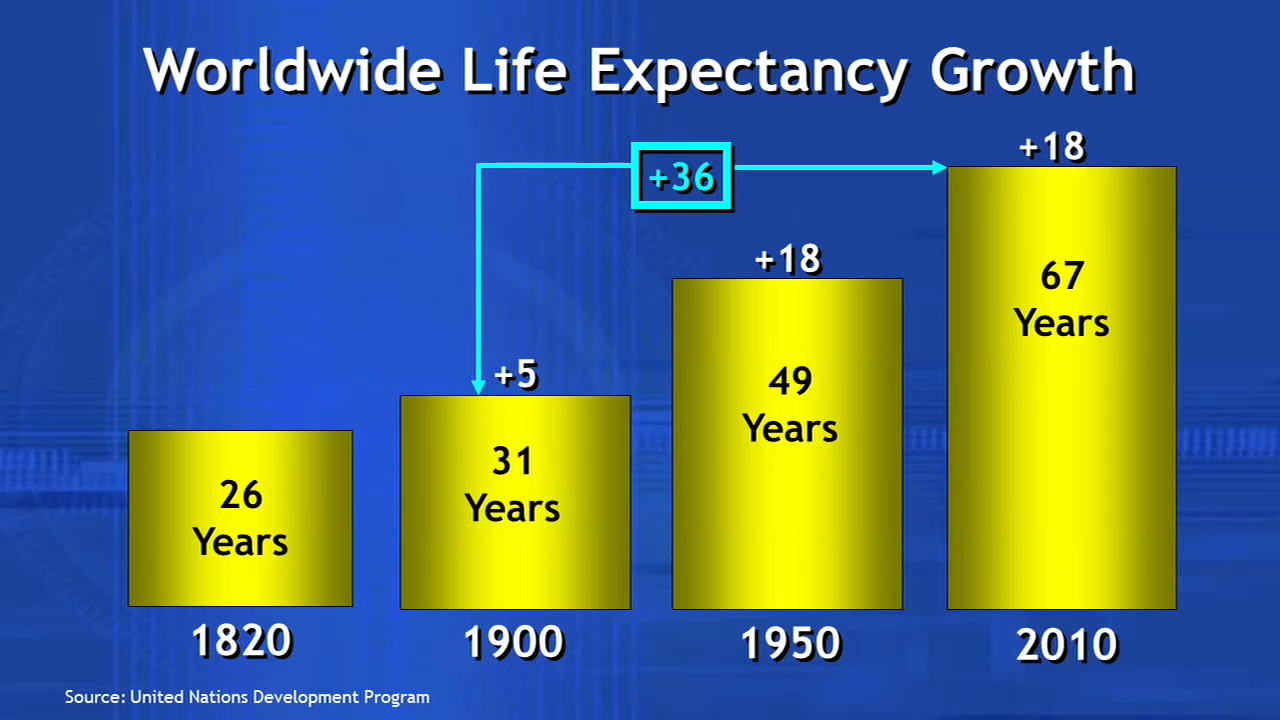 Worldwide Life Expectancy Growth
+18
+36
+18
67
Years
+5
49
Years
31
Years
26
Years
1820
1900
1950
2010
Source: United Nations Development Program